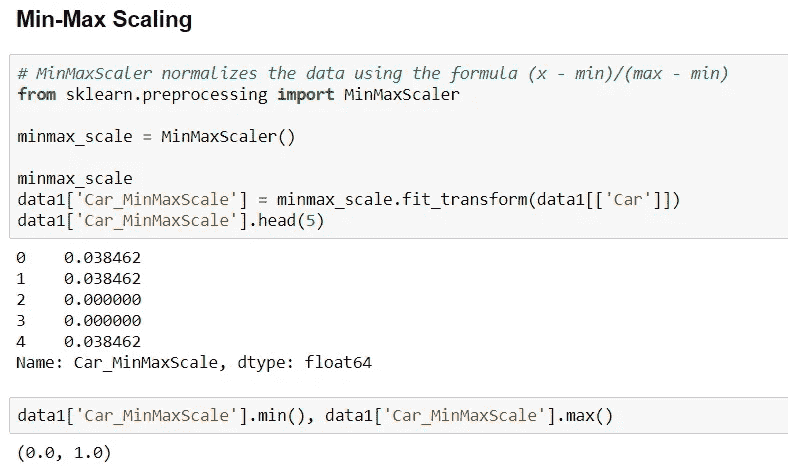 Min-Max Scaling
# MinMaxScaler normalizes the data using the formula (x - min)/(max - min)
from sklearn.preprocessing import MinMaxScaler
minmax_scale = MinMaxScaler()
minmax_scale
data1['Car_MinMaxScale'] = minmax_scale.fit_transform(data1[['Car']])
data1['Car_MinMaxScale'].head(5)
0    0.038462
1    0.038462
2    0.000000
3    0.000000
4    0.038462
Name: Car_MinMaxScale, dtype: float64
data1['Car_MinMaxScale'].min(), data1['Car_MinMaxScale'].max()
(0.0, 1.0)